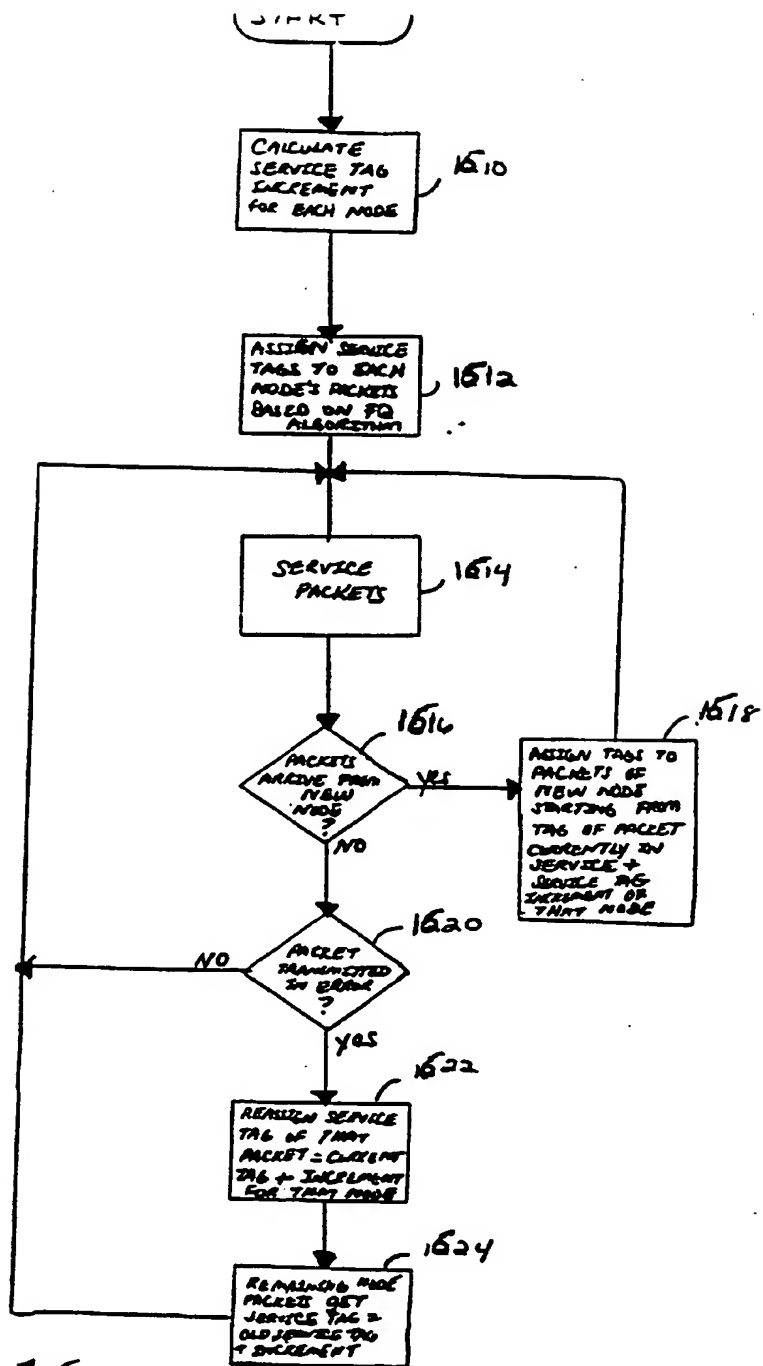 START
CALCULATE
SERVICE TAG
INCREMENT
FOR EACH NODE
1610
ASSIGN SERVICE
TAGS TO EACH
NODE'S PACKETS
BASED ON FQ
ALGORITHM
1612
SERVICE
PACKETS
1614
PACKETS
ARRIVE FROM
NEW
NODE
?
1616
yes
NO
ASSIGN TAGS TO
PACKETS OF
NEW NODE
STARTING FROM
TAG OF PACKET
CURRENTLY IN
SERVICE +
SERVICE TAG
INCREMENT OF
THAT NODE
1618
PACKET
TRANSMITTED
IN ERROR
?
1620
NO
yes
REASSIGN SERVICE
TAG OF THAT
PACKET = CURRENT
TAG + INCREMENT
FOR THAT NODE
1622
REMAINING NODE
PACKETS GET
SERVICE TAG =
OLD SERVICE TAG
+ INCREMENT
1624